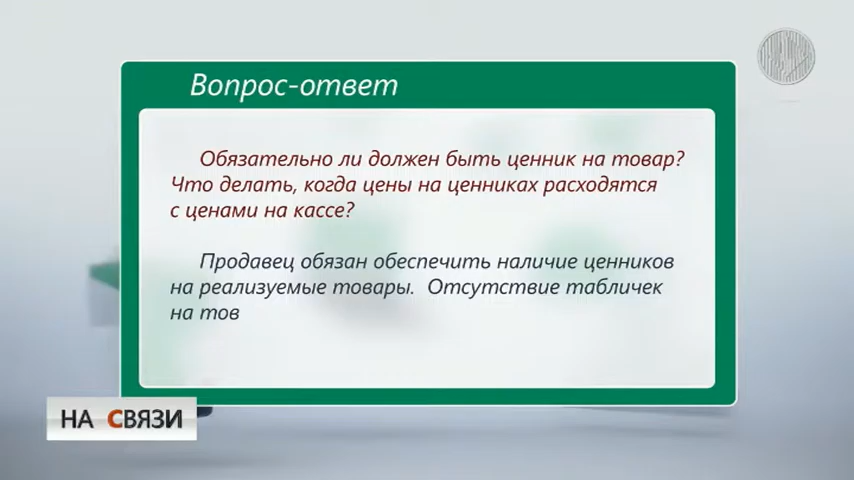 Вопрос-ответ
Обязательно ли должен быть ценник на товар?
Что делать, когда цены на ценниках расходятся
с ценами на кассе?
Продавец обязан обеспечить наличие ценников
на реализуемые товары. Отсутствие табличек
на тов
НА СВЯЗИ